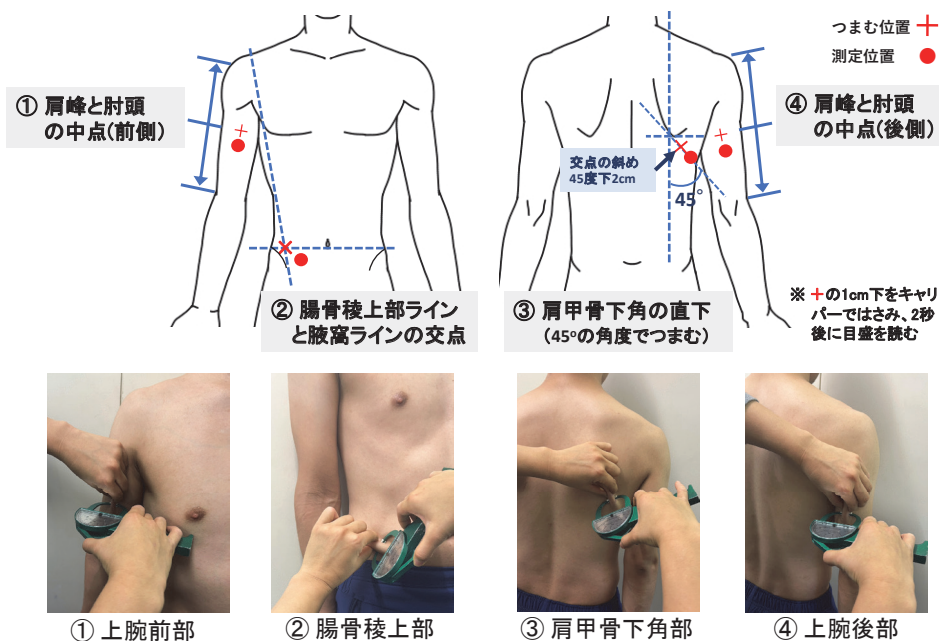 つまむ位置 ＋
測定位置 ●
① 肩峰と肘頭
の中点(前側)
④ 肩峰と肘頭
の中点(後側)
交点の斜め
45度下2cm
45°
② 腸骨稜上部ライン
と腋窩ラインの交点
③ 肩甲骨下角の直下
(45°の角度でつまむ)
※ ＋の1cm下をキャリ
パーではさみ、2秒
後に目盛を読む
① 上腕前部
② 腸骨稜上部
③ 肩甲骨下角部
④ 上腕後部